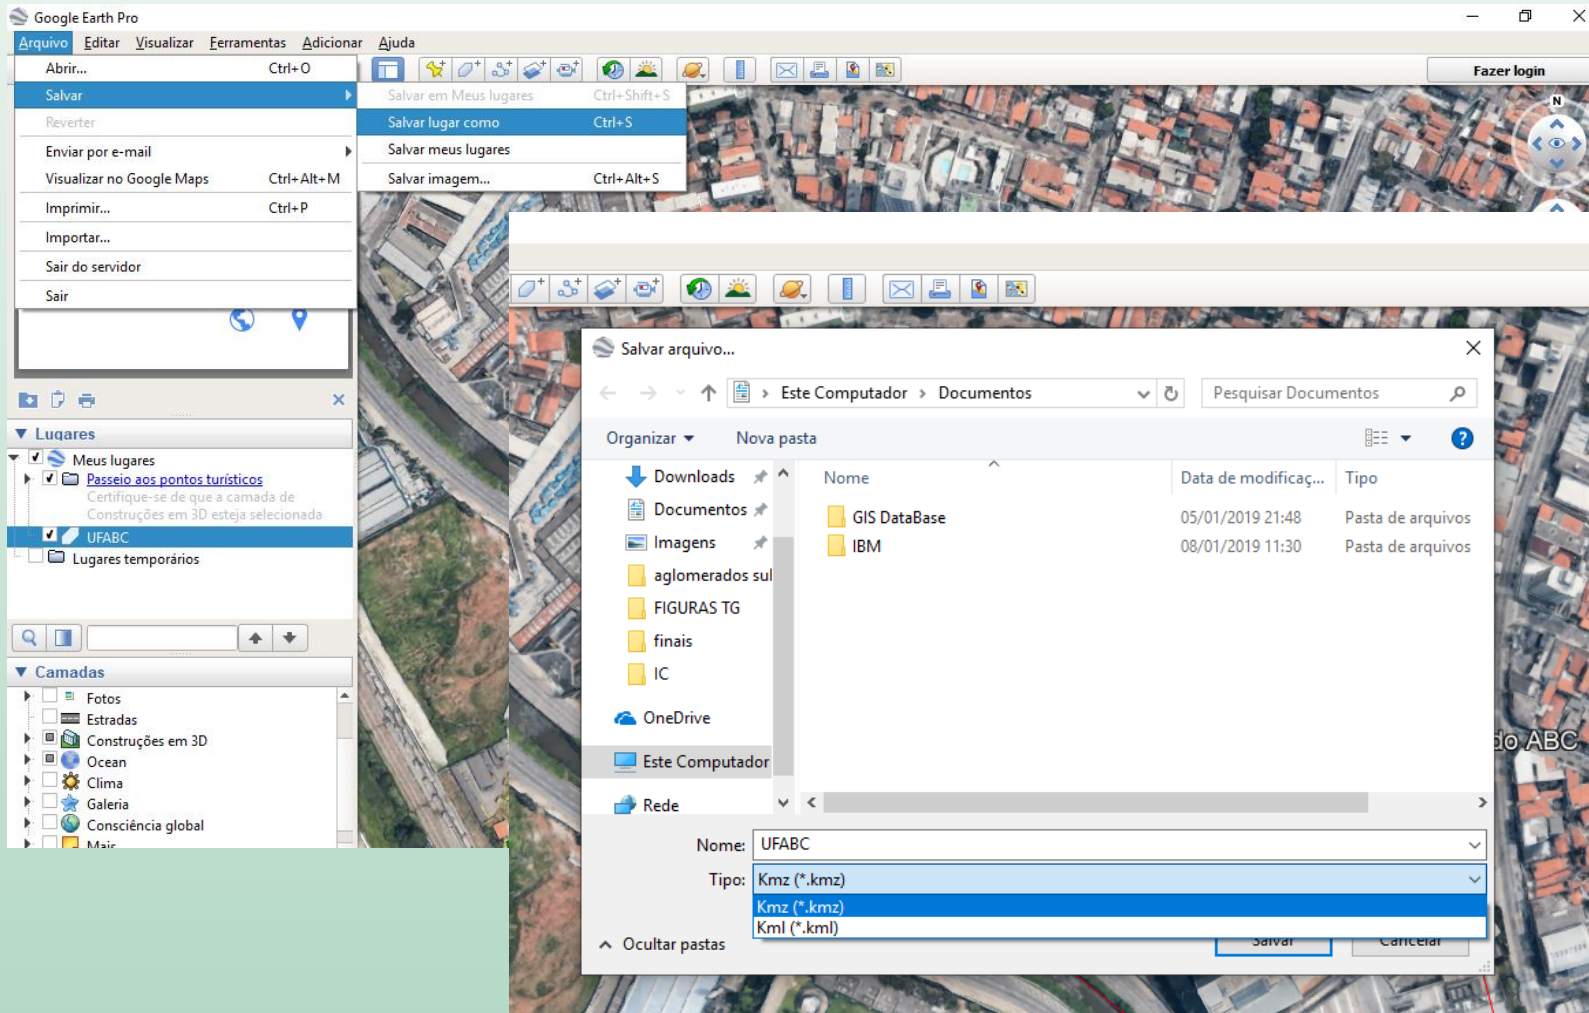 Google Earth Pro
Arquivo Editar Visualizar Ferramentas Adicionar Ajuda
Abrir... Ctrl+O
Salvar
Reverter
Enviar por e-mail
Visualizar no Google Maps Ctrl+Alt+M
Imprimir... Ctrl+P
Importar...
Sair do servidor
Sair
Salvar em Meus lugares Ctrl+Shift+S
Salvar lugar como Ctrl+S
Salvar meus lugares
Salvar imagem... Ctrl+Alt+S
Fazer login
N
Lugares
Meus lugares
Passeio aos pontos turísticos
Certifique-se de que a camada de
Construções em 3D esteja selecionada
UFABC
Lugares temporários
Camadas
Fotos
Estradas
Construções em 3D
Ocean
Clima
Galeria
Consciência global
Mais
Salvar arquivo...
Este Computador > Documentos
Pesquisar Documentos
Organizar Nova pasta
Downloads
Documentos
Imagens
aglomerados sul
FIGURAS TG
finais
IC
OneDrive
Este Computador
Rede
Nome Data de modificaç... Tipo
GIS DataBase 05/01/2019 21:48 Pasta de arquivos
IBM 08/01/2019 11:30 Pasta de arquivos
do ABC
Nome: UFABC
Tipo: Kmz (*.kmz)
Kmz (*.kmz)
Kml (*.kml)
Ocultar pastas
Salvar Cancelar